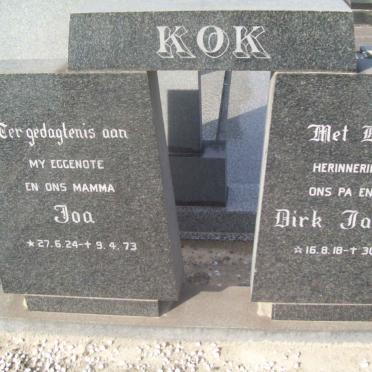 KOK
Ter gedagtenis aan
MY EGGENOTE
EN ONS MAMMA
Joa
★27.6.24-✝9.4.73
Met
HERINNERI
ONS PA EN
Dirk Ja
☆16.8.18-✝30